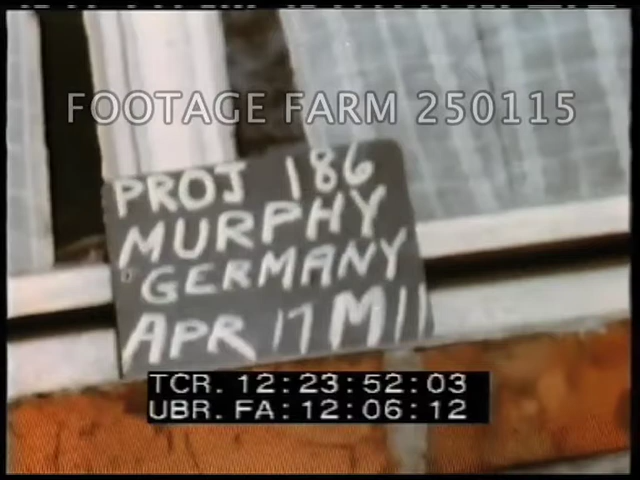 FOOTAGE FARM 250115
PROJ 186
MURPHY
GERMANY
APR 17 M11
TCR. 12:23:52:03
UBR. FA:12:06:12